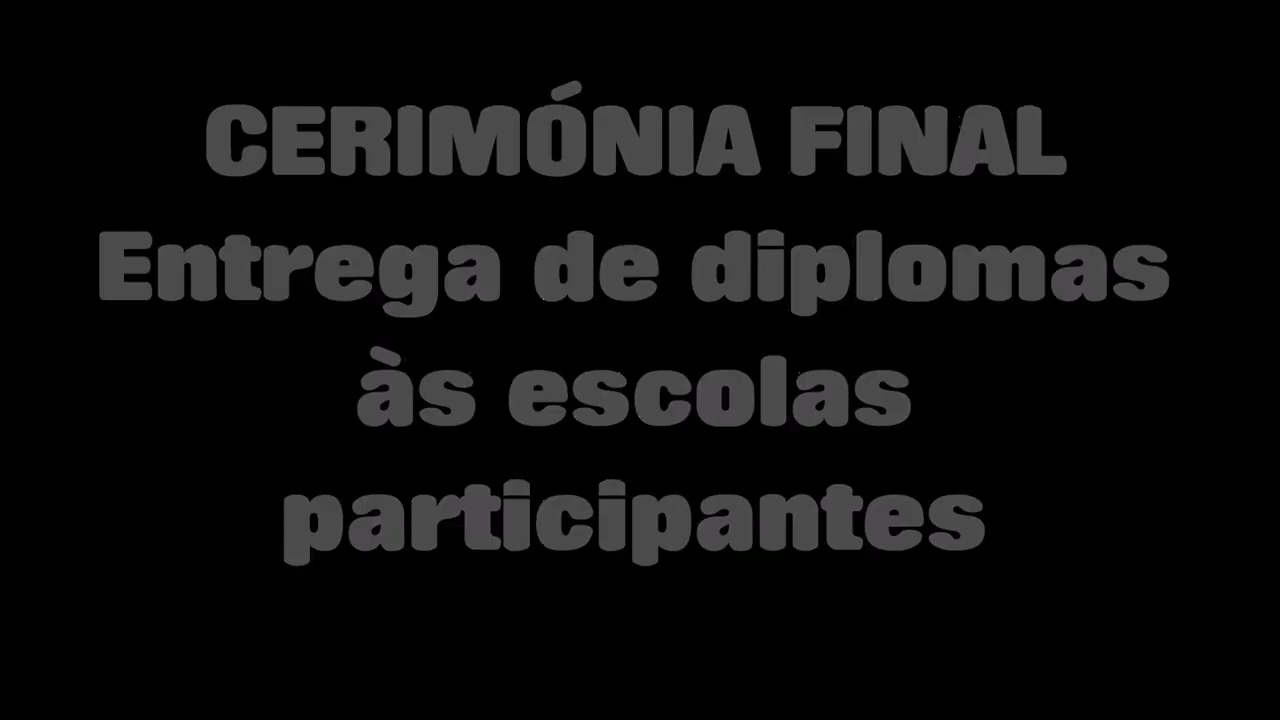 CERIMÓNIA FINAL
Entrega de diplomas
às escolas
participantes